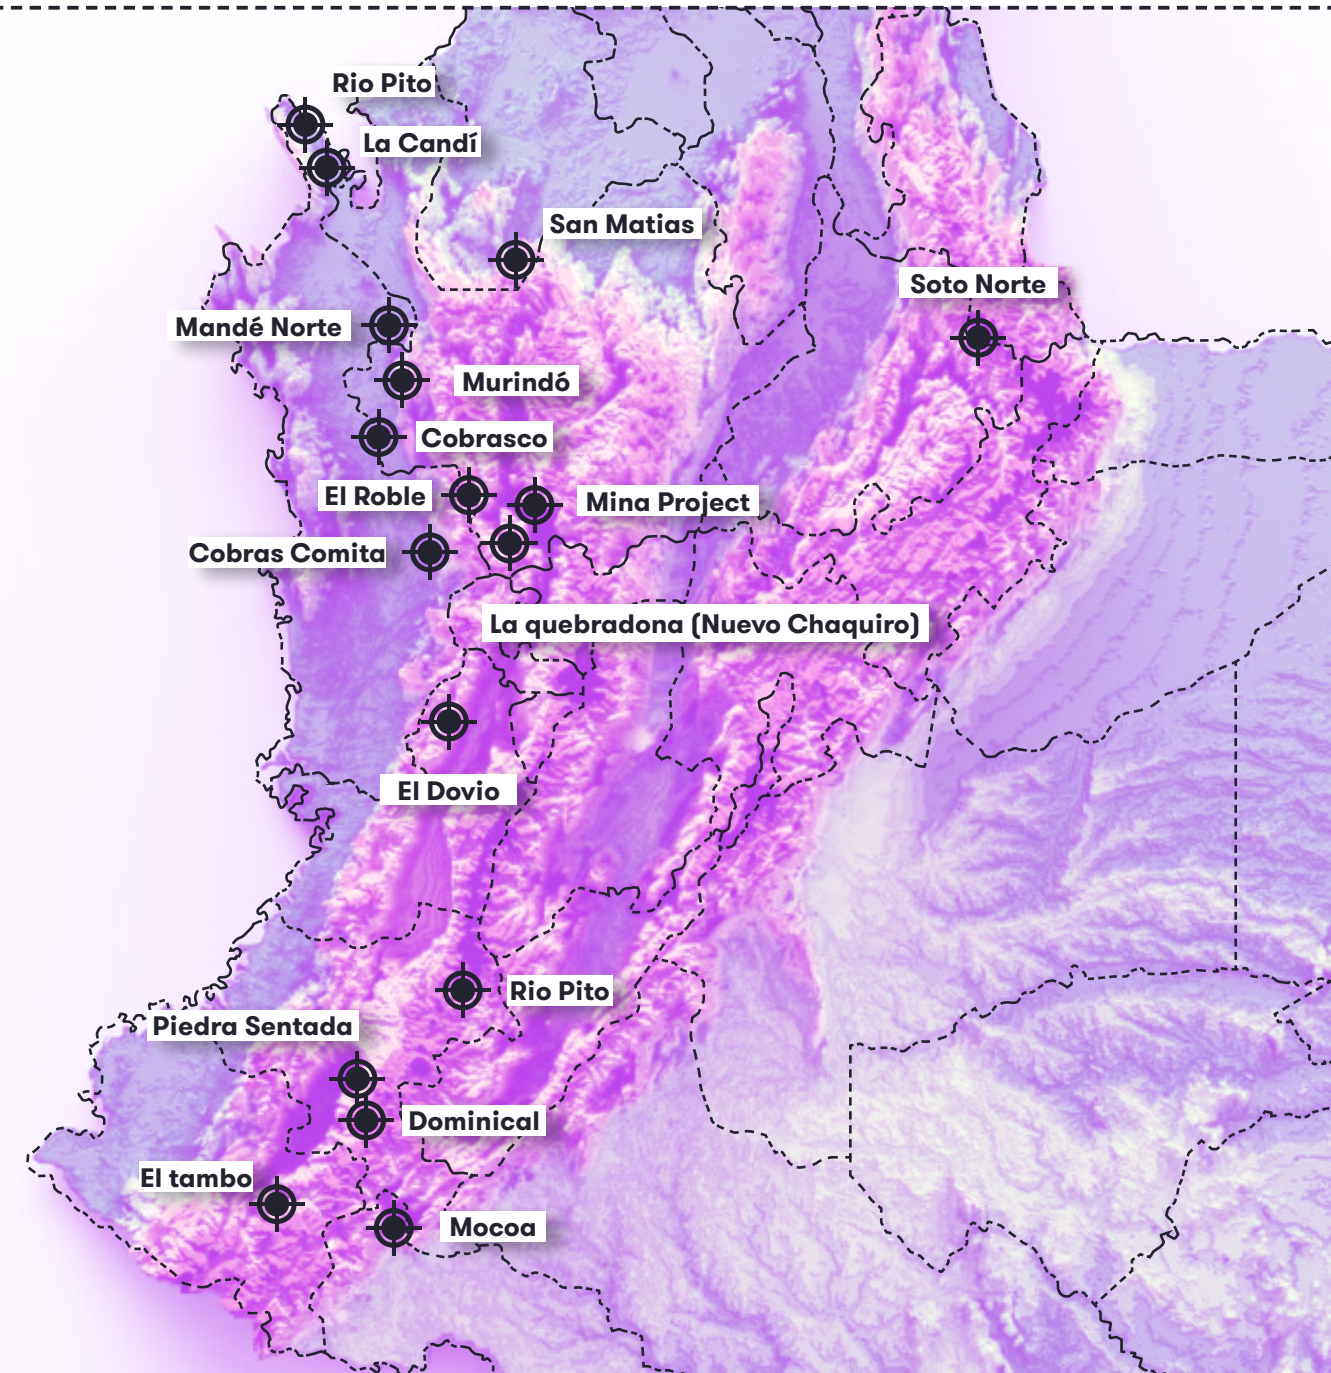 Rio Pito
La Candí
San Matias
Soto Norte
Mandé Norte
Murindó
Cobrasco
El Roble
Mina Project
Cobras Comita
La quebradona (Nuevo Chaquiro)
El Dovio
Rio Pito
Piedra Sentada
Dominical
El tambo
Mocoa